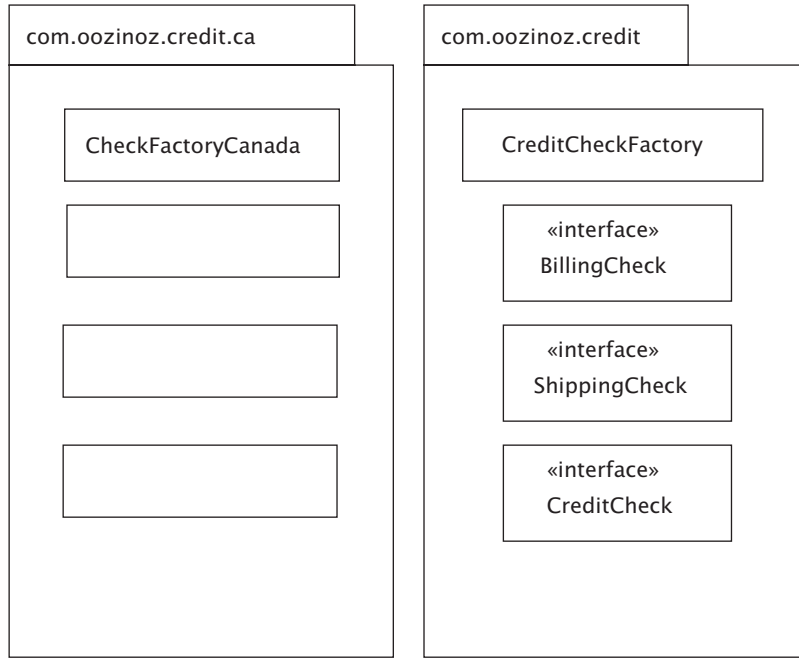 com.oozinoz.credit.ca
CheckFactoryCanada
com.oozinoz.credit
CreditCheckFactory
«interface»
BillingCheck
«interface»
ShippingCheck
«interface»
CreditCheck